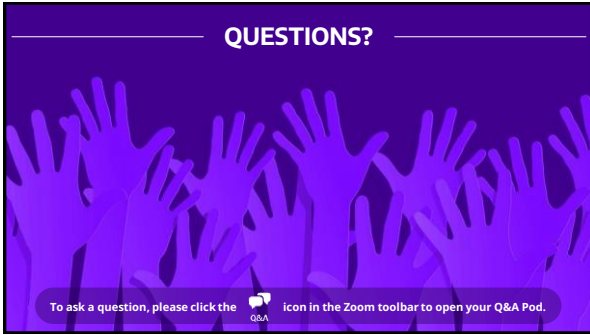 QUESTIONS?
To ask a question, please click the Q&A icon in the Zoom toolbar to open your Q&A Pod.